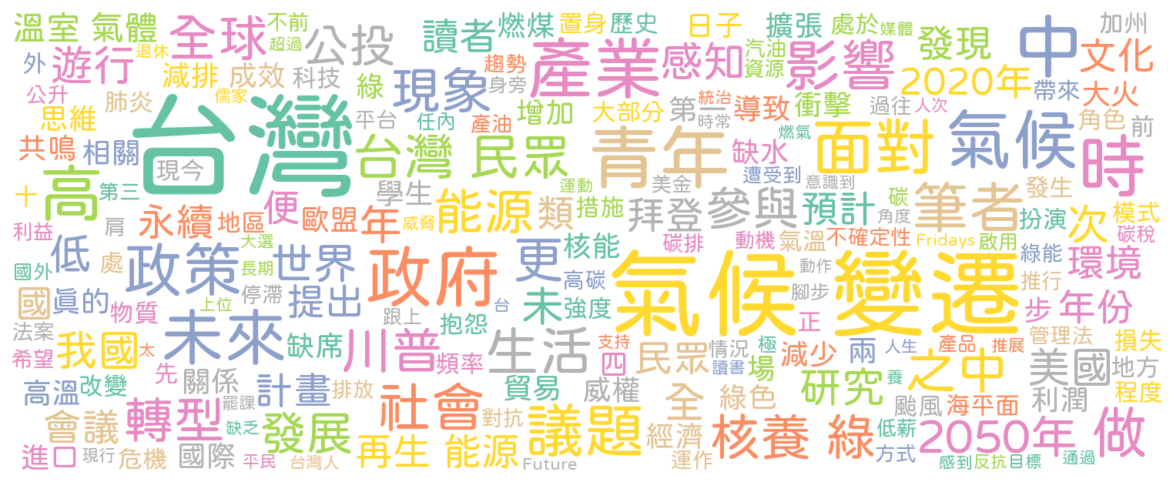 溫室 氣體 全球 公投 讀者 燃煤 置身 歷史 日子 擴張 處於 媒體 加州
不前 退休 超過 汽油 發現 中 文化
外 遊行 減排 成效 科技 綠 現象 趨勢 身旁 產業 感知 資源 影響 2020年 帶來 大火
公升 儒家 肺炎 平台 任內 產油 增加 大部分 第一 統治 時常 導致 衝擊 過往 人次 角色 前
思維 台灣 共鳴 相關 現今 台灣 民眾 青年 缺水 燃氣 面對 氣候 時
十 第三 高 學生 運動 美金 遭受到 意識到 碳 發生
利益 肩 永續 地區 便 歐盟 年 威脅 能源 類 措施 拜登 參與 預計 角度 筆者 扮演 次 模式
國外 低 處 大選 政策 長期 世界 政府 更 核能 碳排 動機 氣溫 不確定性 Fridays 啟用 綠能 碳稅 環境
國 真的 物質 上位 停滯 提出 跟上 抱怨 台 高碳 未 強度 氣候 變遷 動作 腳步 正 推行 步 年份
法案 我國 未來 缺席 川普 頻率 生活 支持 四 民眾 情況 極 場 減少 兩 人生 產品 推展 管理法 損失
希望 太 先 讀書 養 之中 美國 地方
高溫 改變 關係 計畫 排放 貿易 威權 全 綠色 研究 颱風 海平面 利潤 程度
會議 轉型 罷課 缺乏 發展 社會 對抗 議題 經濟 核養 綠 低薪 2050年 做
進口 現行 危機 國際 平民 台灣人 再生 能源 Future 運作 方式 感到 反抗 目標 通過